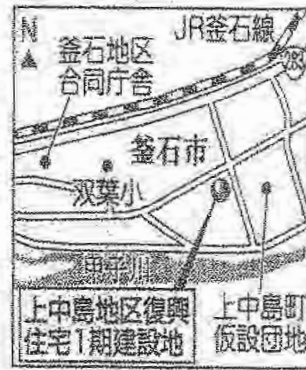 N
JR釜石線
283
釜石地区
合同庁舎
釜石市
双葉小
甲子川
上中島地区復興
住宅1期建設地
上中島町
仮設団地